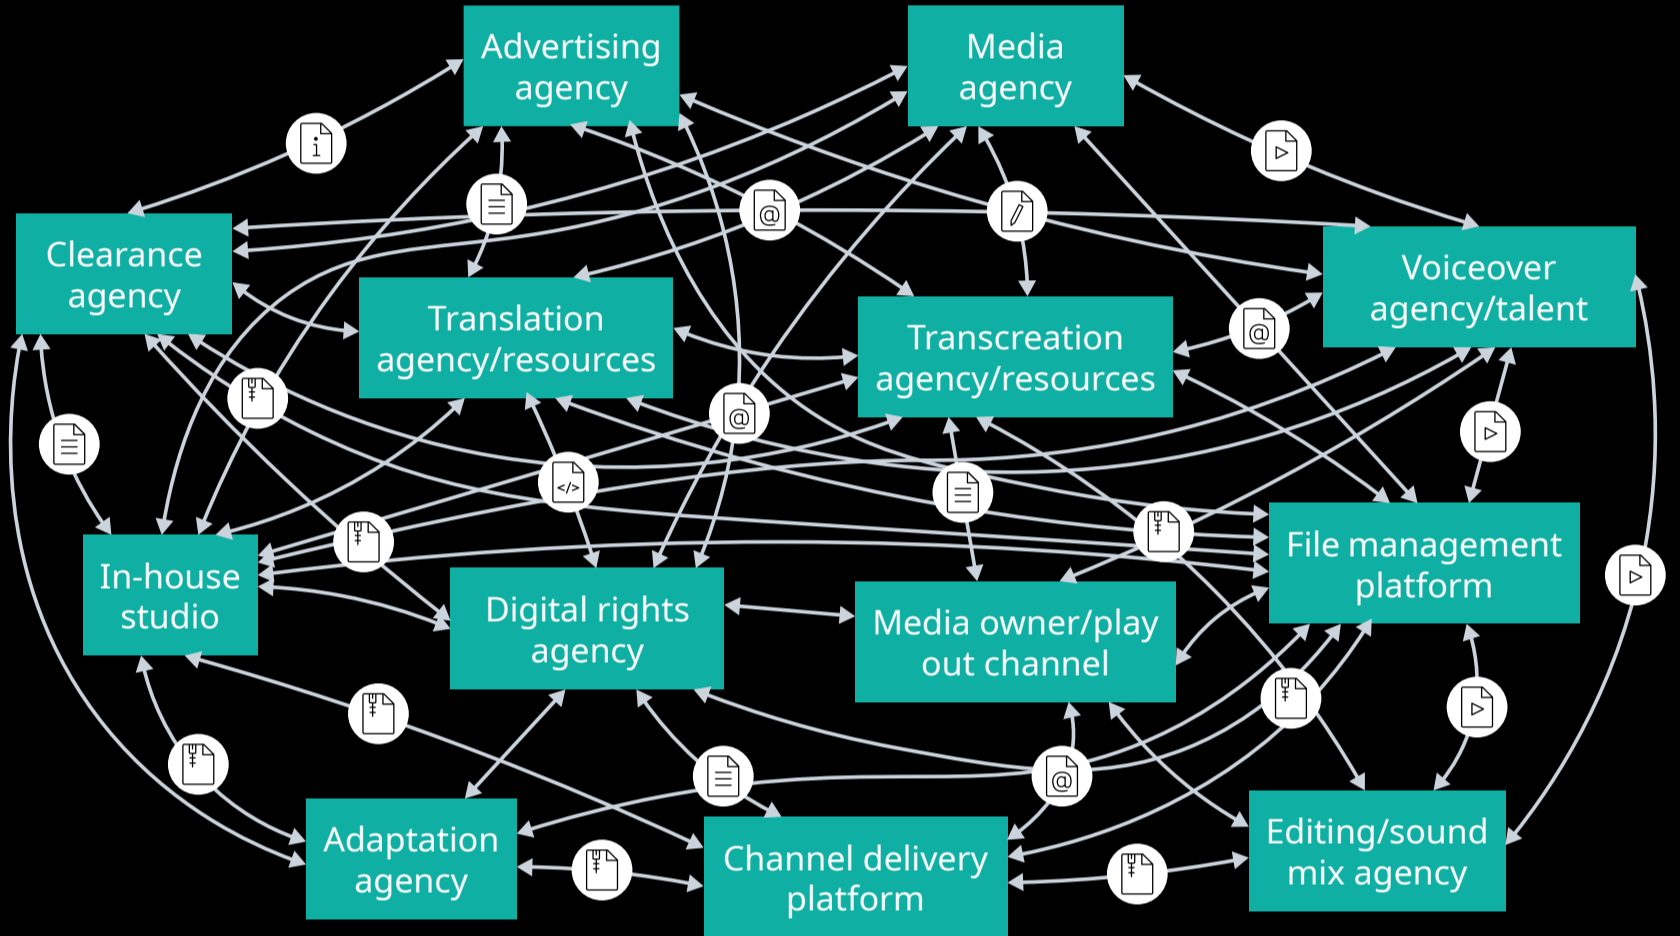 Advertising
agency
Media
agency
Clearance
agency
Voiceover
agency/talent
Translation
agency/resources
Transcreation
agency/resources
File management
platform
In-house
studio
Digital rights
agency
Media owner/play
out channel
Adaptation
agency
Channel delivery
platform
Editing/sound
mix agency
i
@
@
@
</>
@